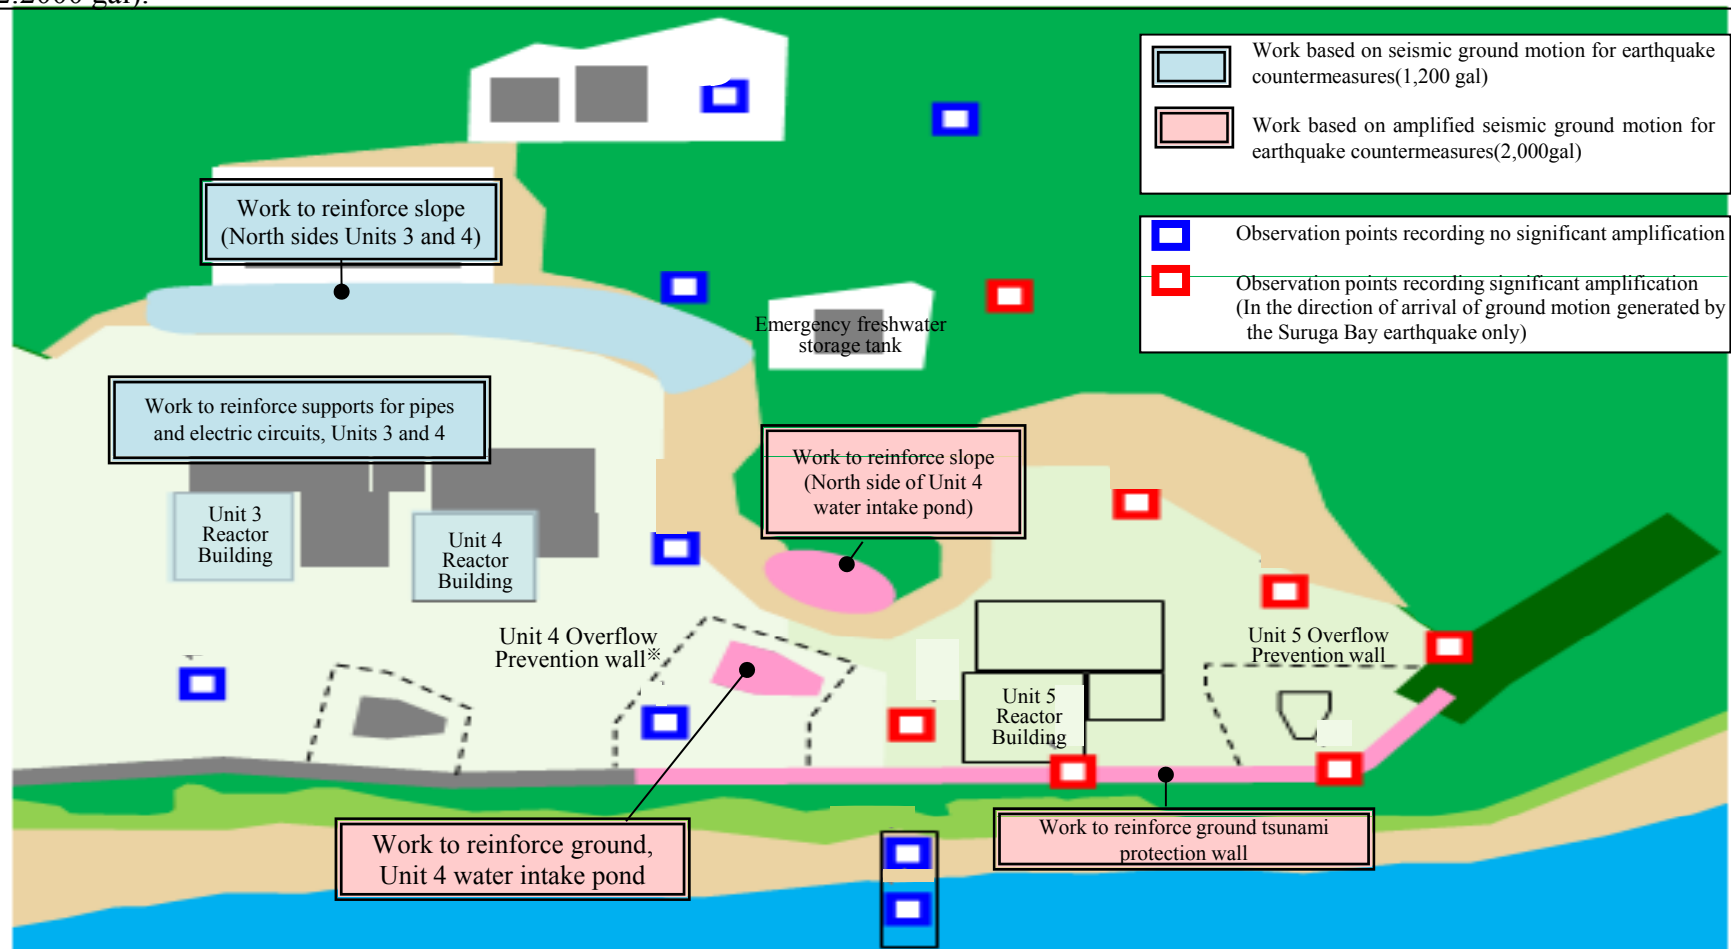 2.2000 gal).
Work based on seismic ground motion for earthquake
countermeasures(1,200 gal)
Work based on amplified seismic ground motion for
earthquake countermeasures(2,000gal)
Observation points recording no significant amplification
Observation points recording significant amplification
(In the direction of arrival of ground motion generated by
the Suruga Bay earthquake only)
Work to reinforce slope
(North sides Units 3 and 4)
Emergency freshwater
storage tank
Work to reinforce supports for pipes
and electric circuits, Units 3 and 4
Work to reinforce slope
(North side of Unit 4
water intake pond)
Unit 3
Reactor
Building
Unit 4
Reactor
Building
Unit 4 Overflow
Prevention wall※
Unit 5 Overflow
Prevention wall
Unit 5
Reactor
Building
Work to reinforce ground,
Unit 4 water intake pond
Work to reinforce ground tsunami
protection wall